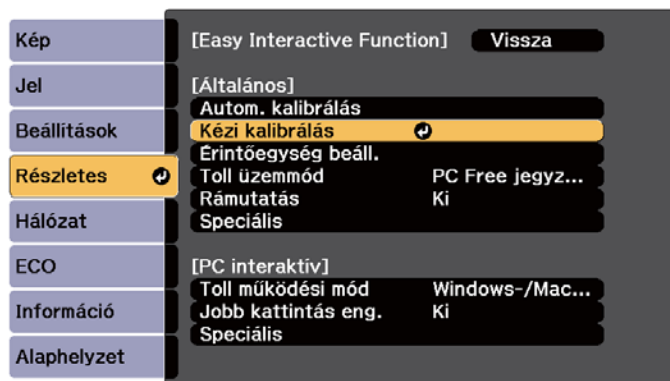 Kép
Jel
Beállítások
Részletes
Hálózat
ECO
Információ
Alaphelyzet
[Easy Interactive Function] Vissza
[Általános]
Autom. kalibrálás
Kézi kalibrálás
Érintőegység beáll.
Toll üzemmód PC Free jegyz...
Rámutatás Ki
Speciális
[PC interaktív]
Toll működési mód Windows-/Mac...
Jobb kattintás eng. Ki
Speciális